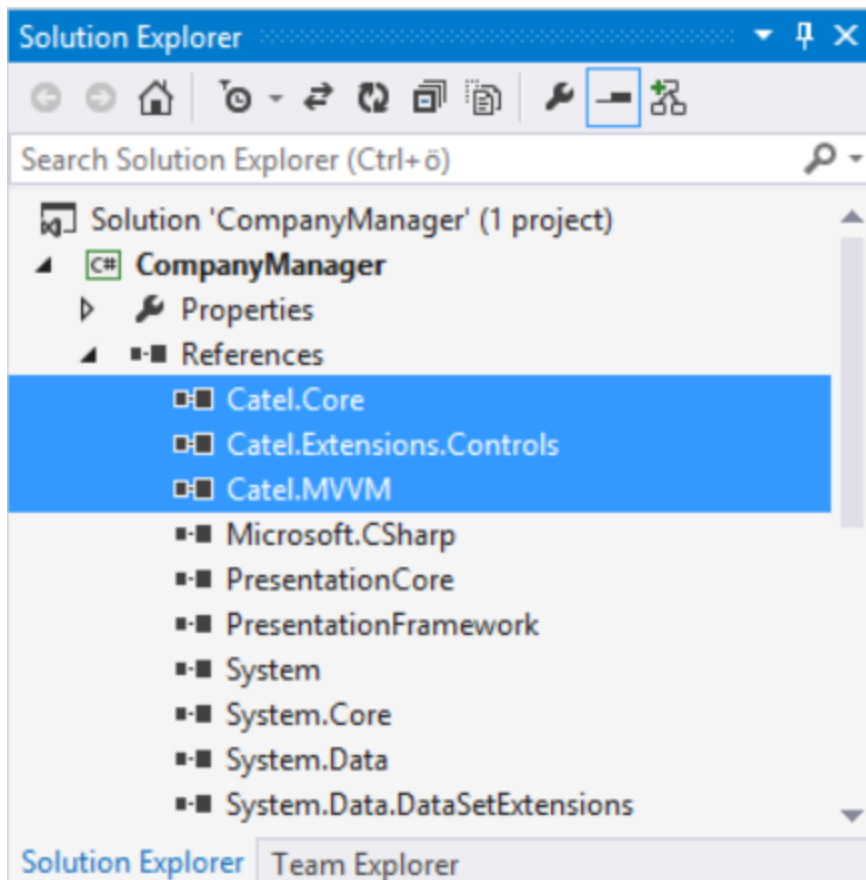 Solution Explorer
Search Solution Explorer (Ctrl+ö)
Solution 'CompanyManager' (1 project)
C# CompanyManager
Properties
References
Catel.Core
Catel.Extensions.Controls
Catel.MVVM
Microsoft.CSharp
PresentationCore
PresentationFramework
System
System.Core
System.Data
System.Data.DataSetExtensions
Solution Explorer Team Explorer